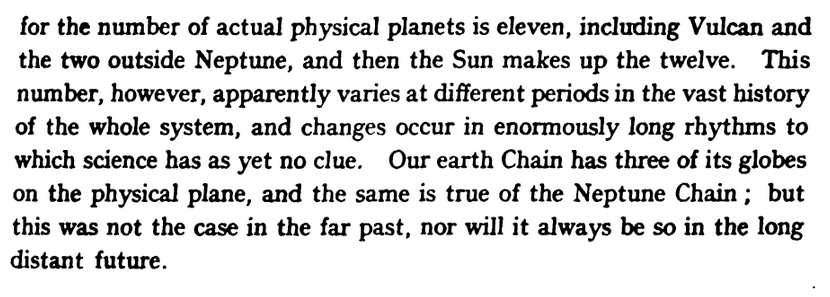 for the number of actual physical planets is eleven, including Vulcan and
the two outside Neptune, and then the Sun makes up the twelve. This
number, however, apparently varies at different periods in the vast history
of the whole system, and changes occur in enormously long rhythms to
which science has as yet no clue. Our earth Chain has three of its globes
on the physical plane, and the same is true of the Neptune Chain; but
this was not the case in the far past, nor will it always be so in the long
distant future.